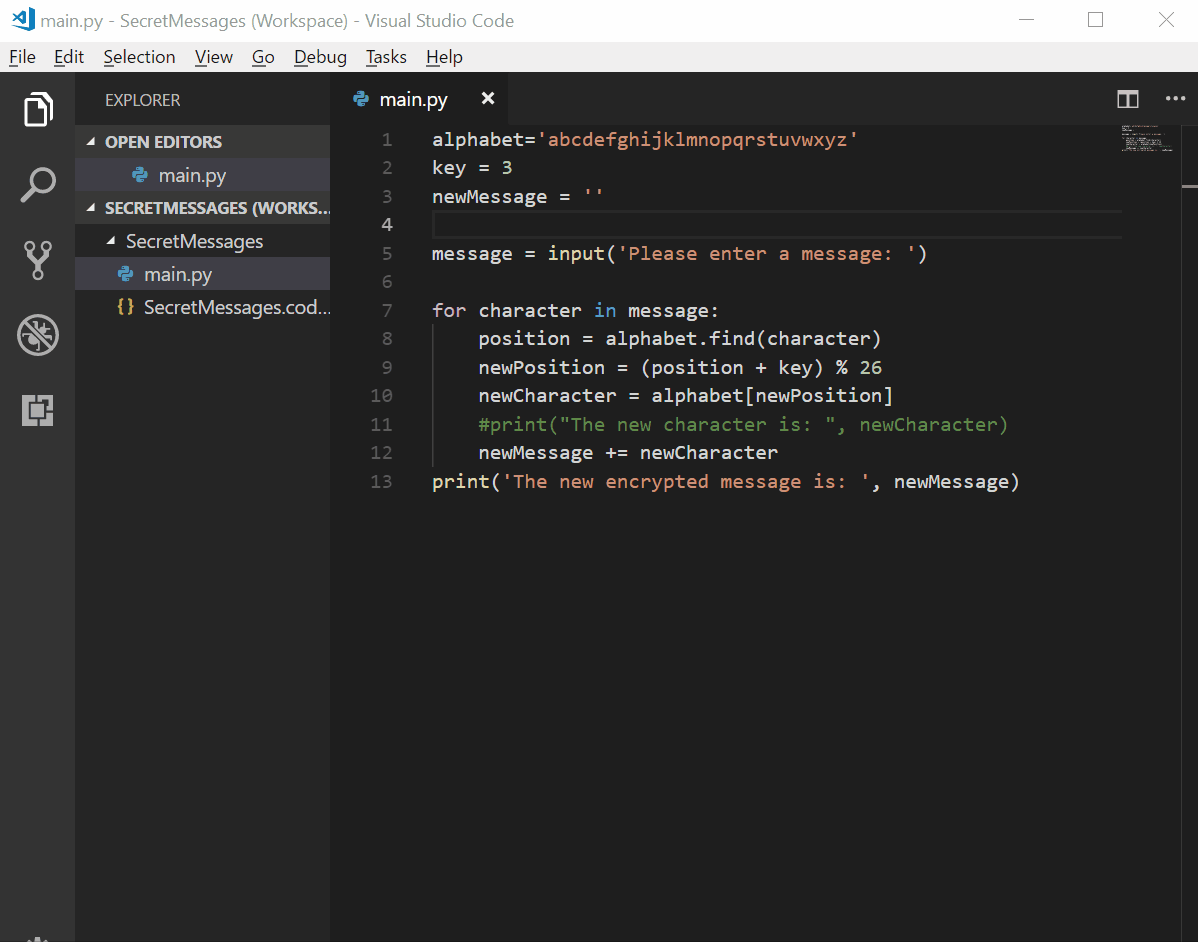 main.py - SecretMessages (Workspace) - Visual Studio Code
File Edit Selection View Go Debug Tasks Help
EXPLORER
OPEN EDITORS
main.py
SECRETMESSAGES (WORKS...
SecretMessages
main.py
{} SecretMessages.cod...
main.py
1 alphabet='abcdefghijklmnopqrstuvwxyz'
2 key = 3
3 newMessage = ''
4
5 message = input('Please enter a message: ')
6
7 for character in message:
8     position = alphabet.find(character)
9     newPosition = (position + key) % 26
10     newCharacter = alphabet[newPosition]
11     #print("The new character is: ", newCharacter)
12     newMessage += newCharacter
13 print('The new encrypted message is: ', newMessage)